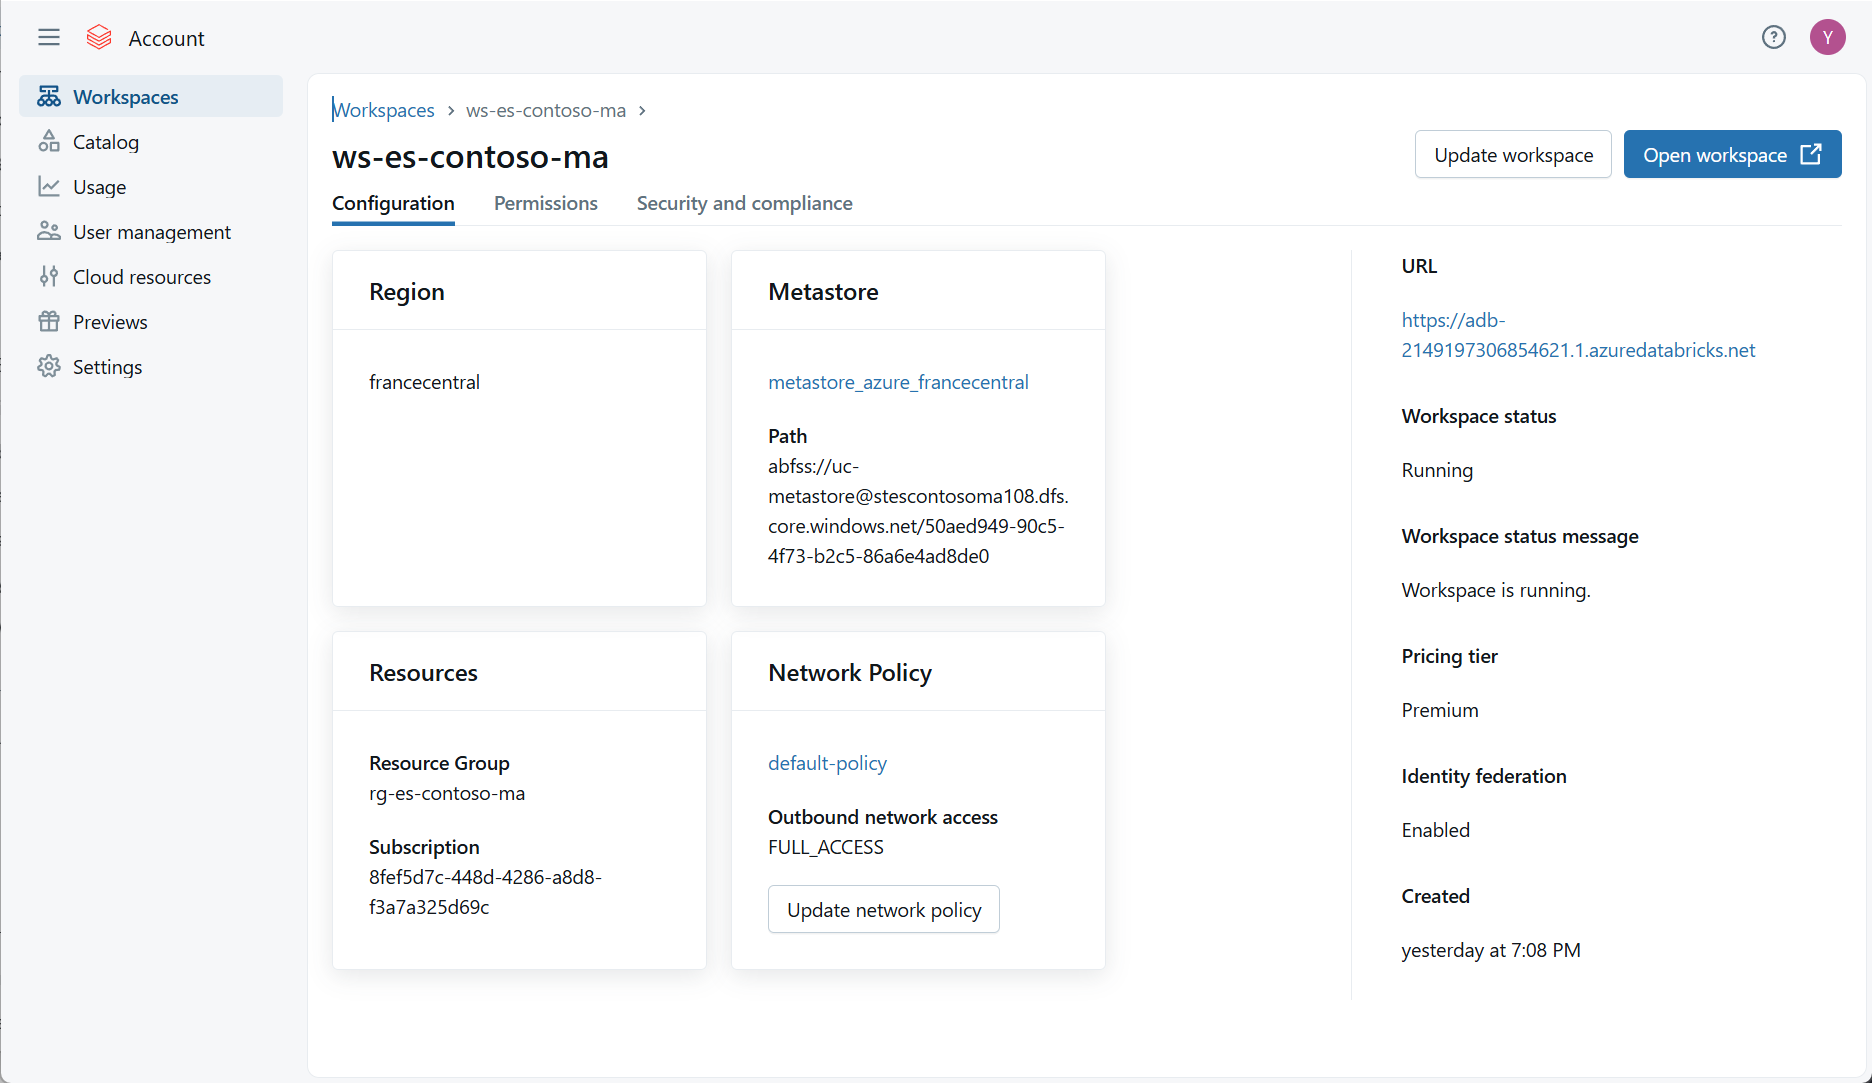 Account
Y
Workspaces
Catalog
Usage
User management
Cloud resources
Previews
Settings
Workspaces > ws-es-contoso-ma >
ws-es-contoso-ma
Update workspace
Open workspace
Configuration
Permissions
Security and compliance
Region
francecentral
Metastore
metastore_azure_francecentral
Path
abfss://uc-
metastore@stescontosoma108.dfs.
core.windows.net/50aed949-90c5-
4f73-b2c5-86a6e4ad8de0
Resources
Resource Group
rg-es-contoso-ma
Subscription
8fef5d7c-448d-4286-a8d8-
f3a7a325d69c
Network Policy
default-policy
Outbound network access
FULL_ACCESS
Update network policy
URL
https://adb-
2149197306854621.1.azuredatabricks.net
Workspace status
Running
Workspace status message
Workspace is running.
Pricing tier
Premium
Identity federation
Enabled
Created
yesterday at 7:08 PM